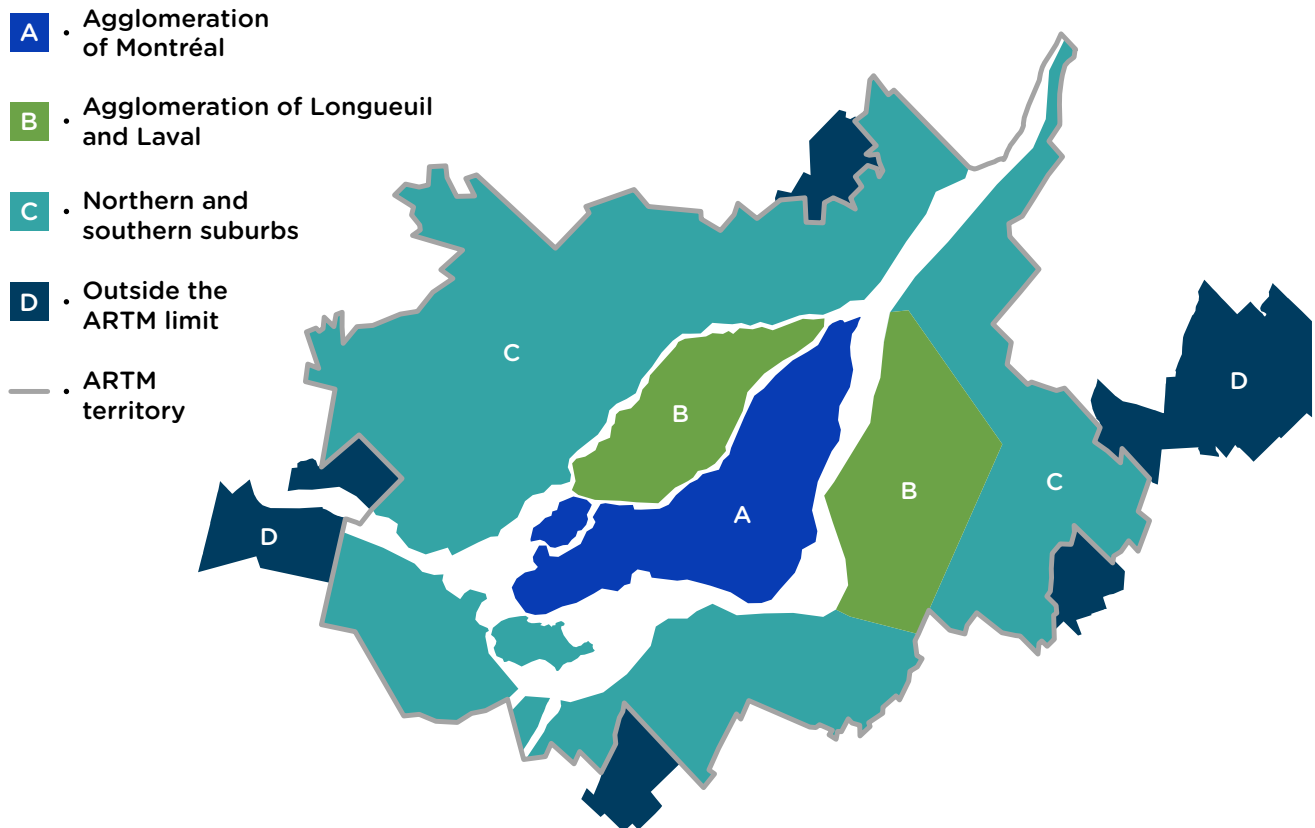 A • Agglomeration
of Montréal
B • Agglomeration of Longueuil
and Laval
C • Northern and
southern suburbs
D • Outside the
ARTM limit
• ARTM
territory
C
B
A
B
C
D
D